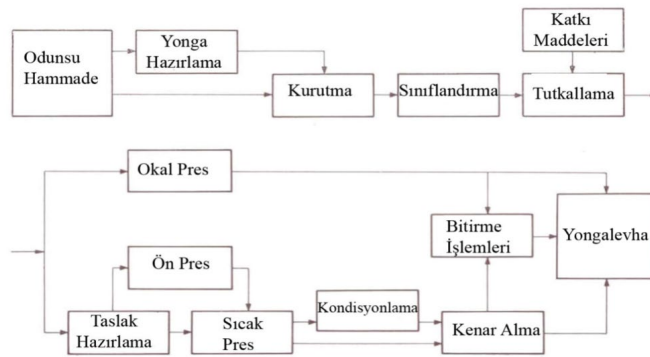 Odunsu
Hammade
Yonga
Hazırlama
Kurutma
Sınıflandırma
Katkı
Maddeleri
Tutkallama
Okal Pres
Ön Pres
Taslak
Hazırlama
Sıcak
Pres
Kondisyonlama
Kenar Alma
Bitirme
İşlemleri
Yongalevha